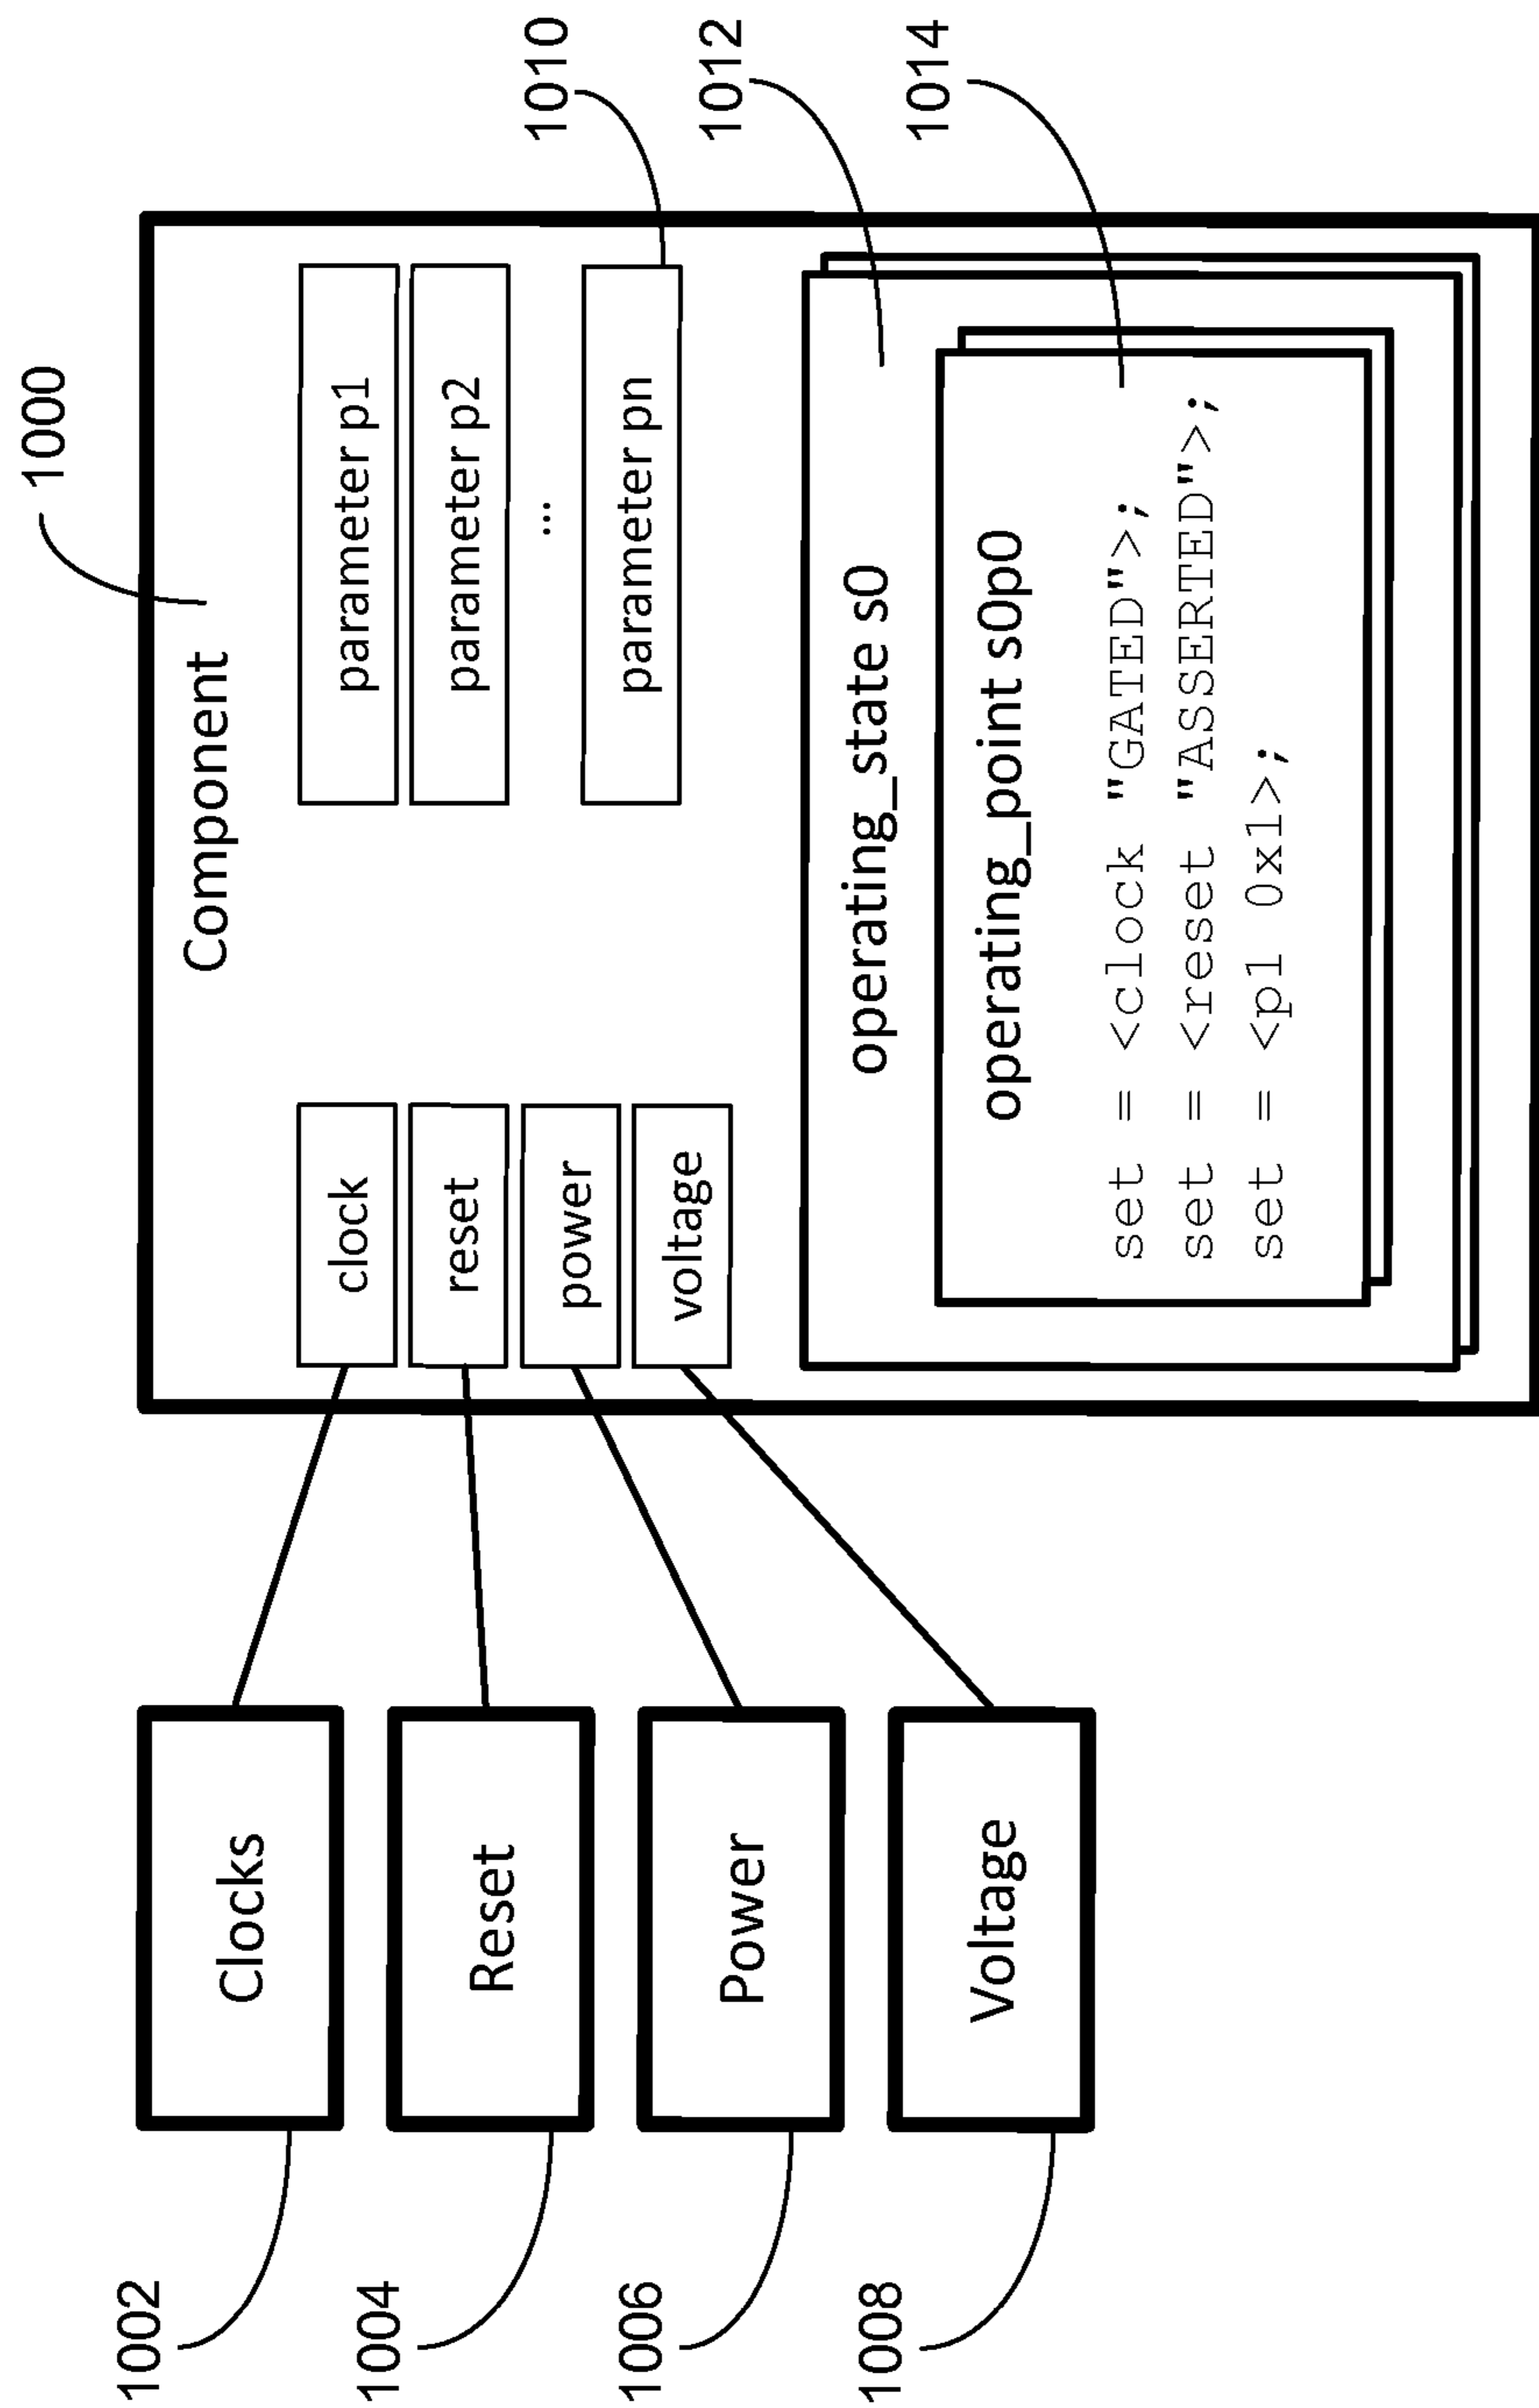 1000
Component
1002
Clocks
clock
parameter p1
1004
Reset
reset
parameter p2
...
1010
1006
Power
power
parameter pn
1008
Voltage
voltage
1012
operating_state s0
1014
operating_point s0p0
set = <clock "GATED">;
set = <reset "ASSERTED">;
set = <p1 0x1>;